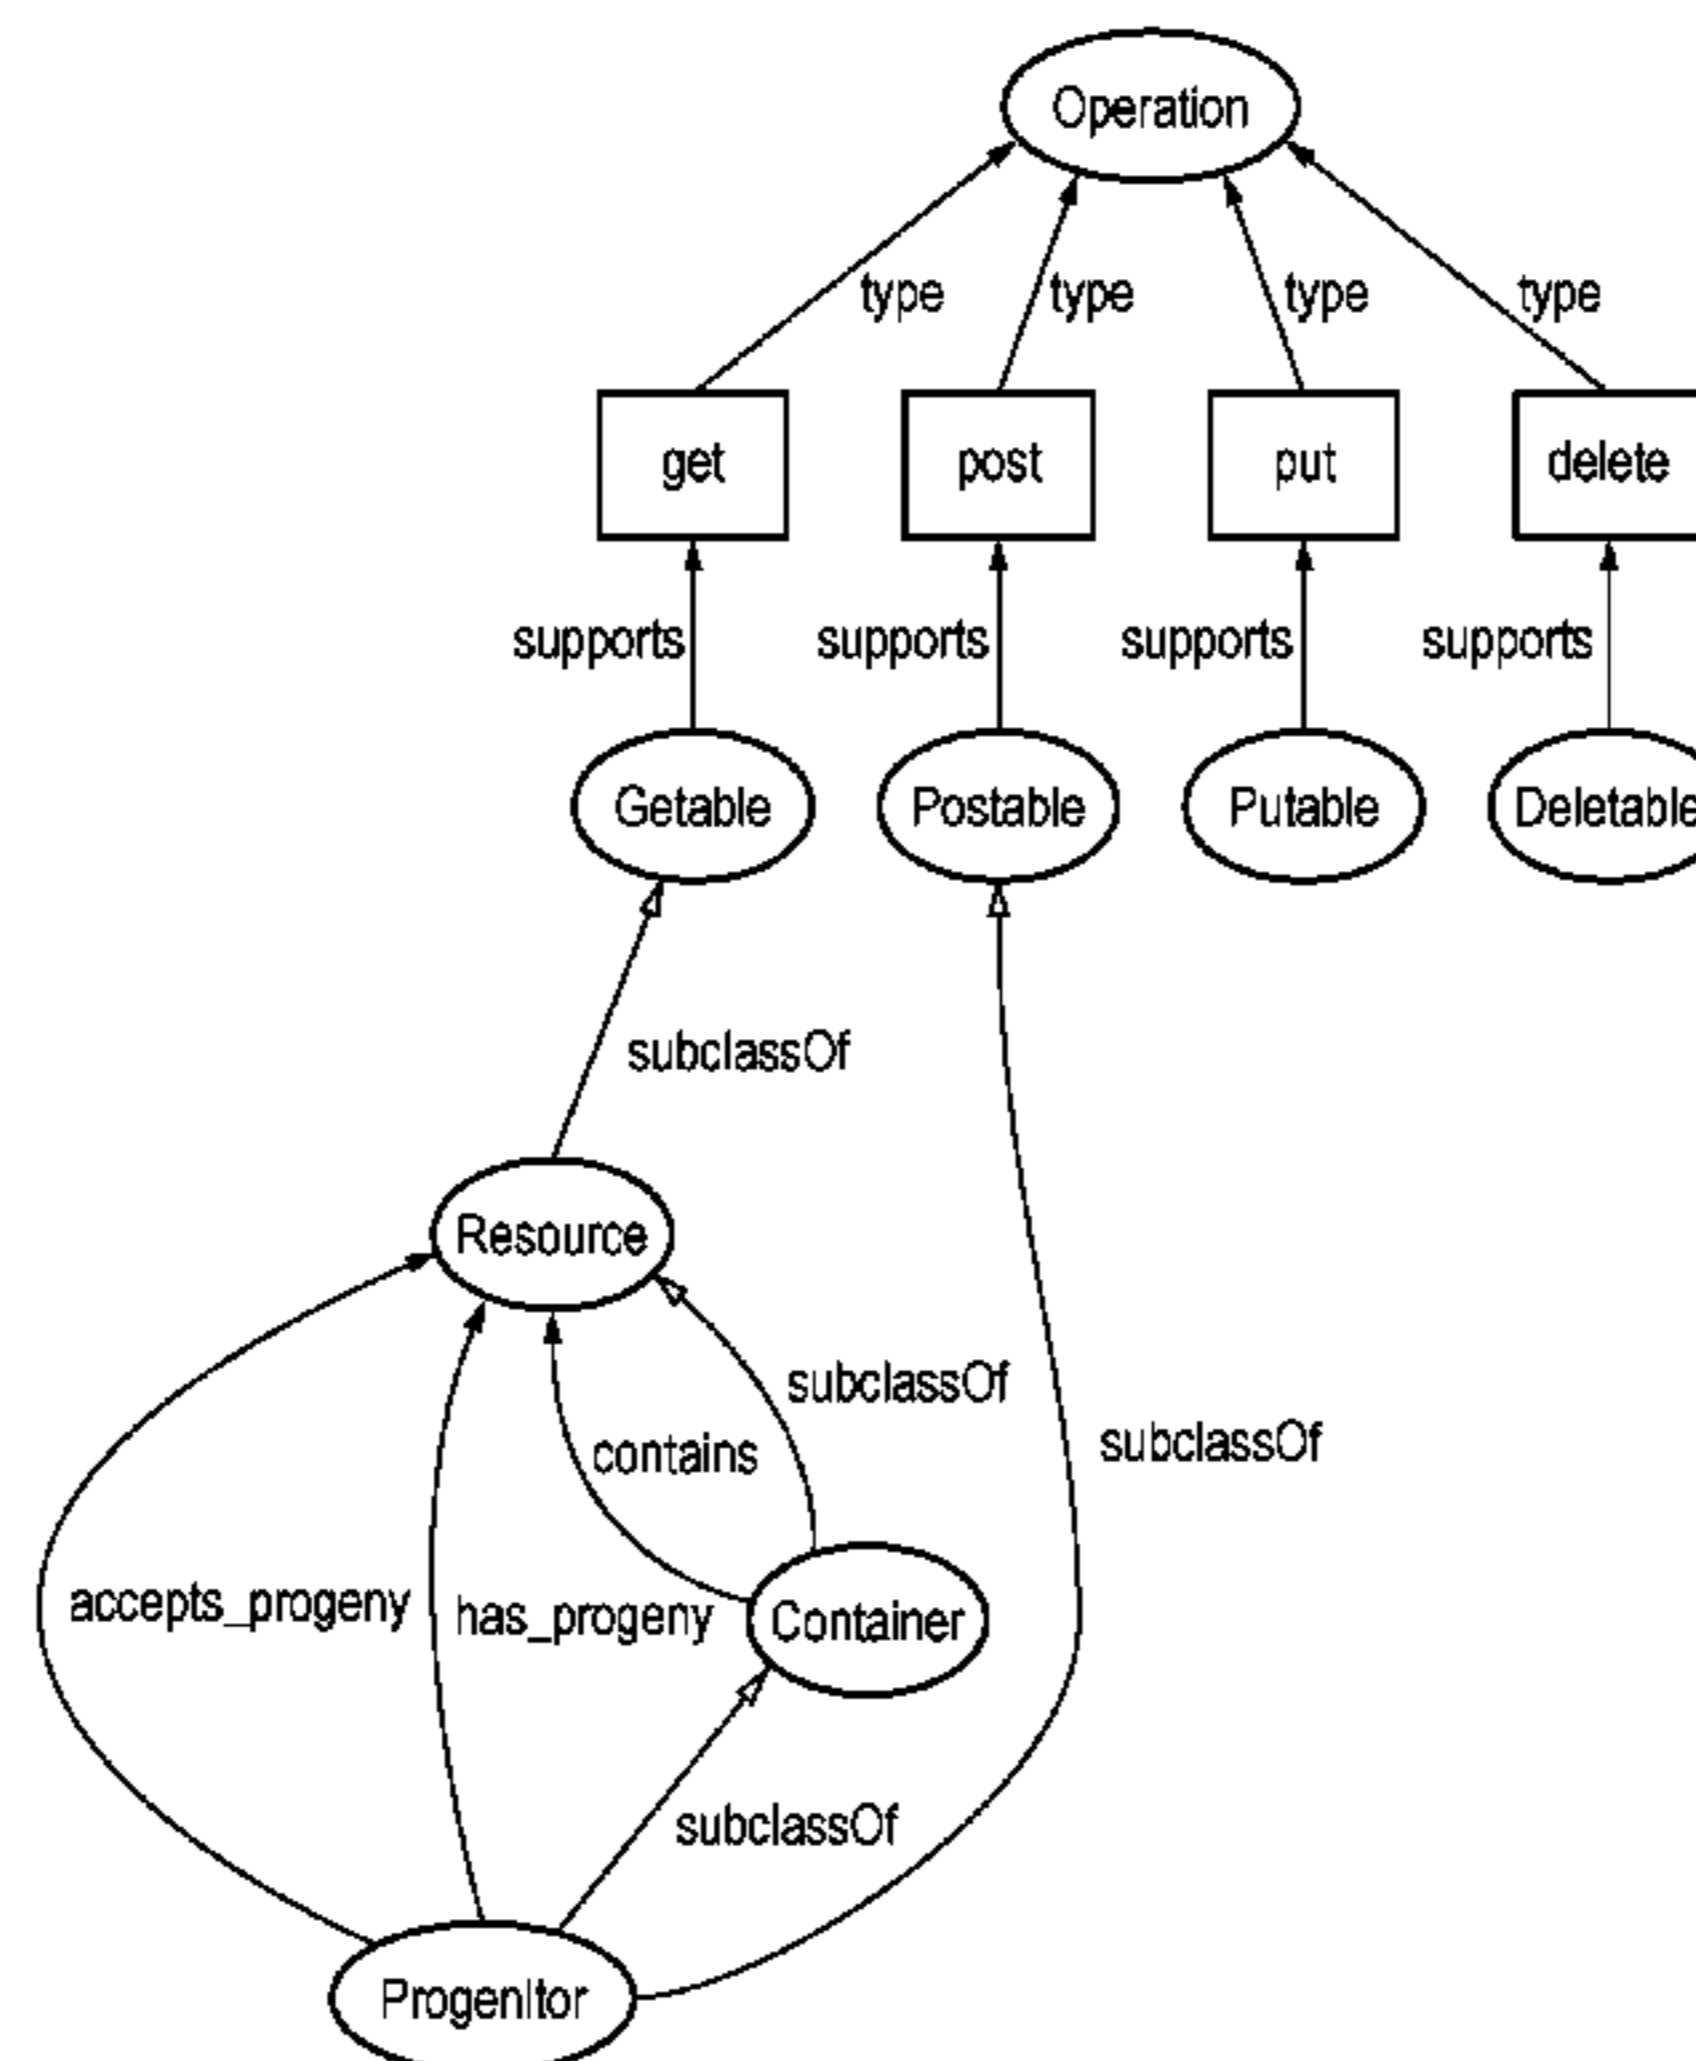 Operation
type type type type
get post put delete
supports supports supports supports
Getable Postable Putable Deletable
subclassOf
Resource
subclassOf
subclassOf
contains
accepts_progeny has_progeny Container
subclassOf
Progenitor